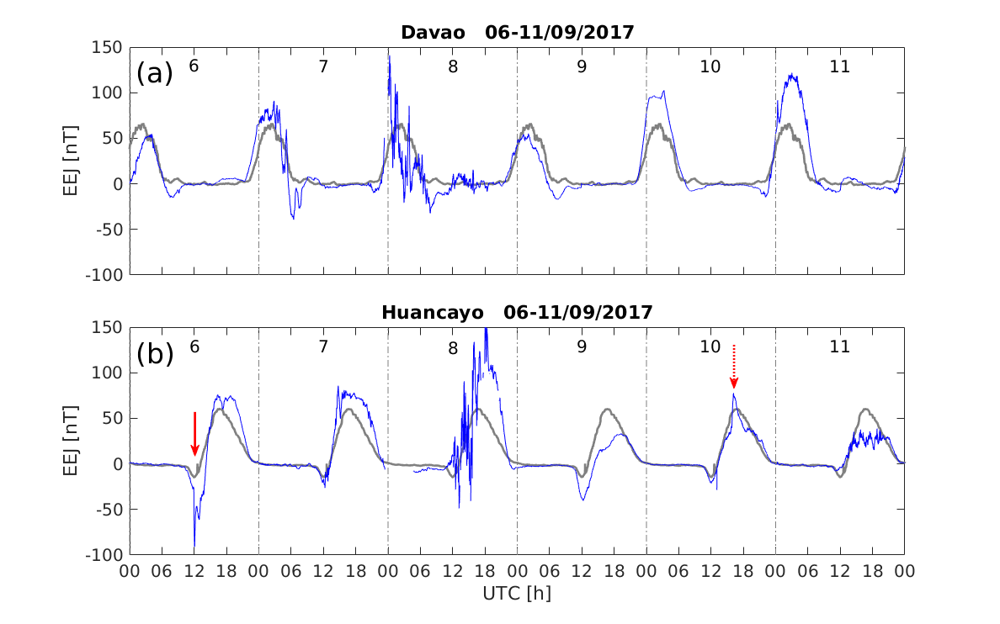 Davao 06-11/09/2017
(a) 6 7 8 9 10 11
150
100
50
0
-50
-100
EEJ [nT]
Huancayo 06-11/09/2017
(b) 6 7 8 9 10 11
150
100
50
0
-50
-100
EEJ [nT]
00 06 12 18 00 06 12 18 00 06 12 18 00 06 12 18 00 06 12 18 00 06 12 18 00
UTC [h]